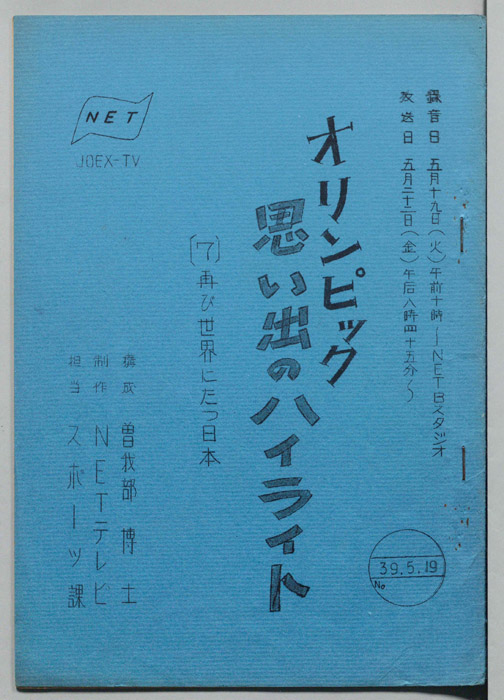 録音日 五月十九日(火)午前十時～NETBスタジオ
放送日 五月二十二日(金)午后八時四十五分～
オリンピック
思い出のハイライト
〔7〕再び世界にたつ日本
NET
JOEX-TV
構成 曽我部 博士
制作 NETテレビ
担当 スポーツ課
39.5.19
No